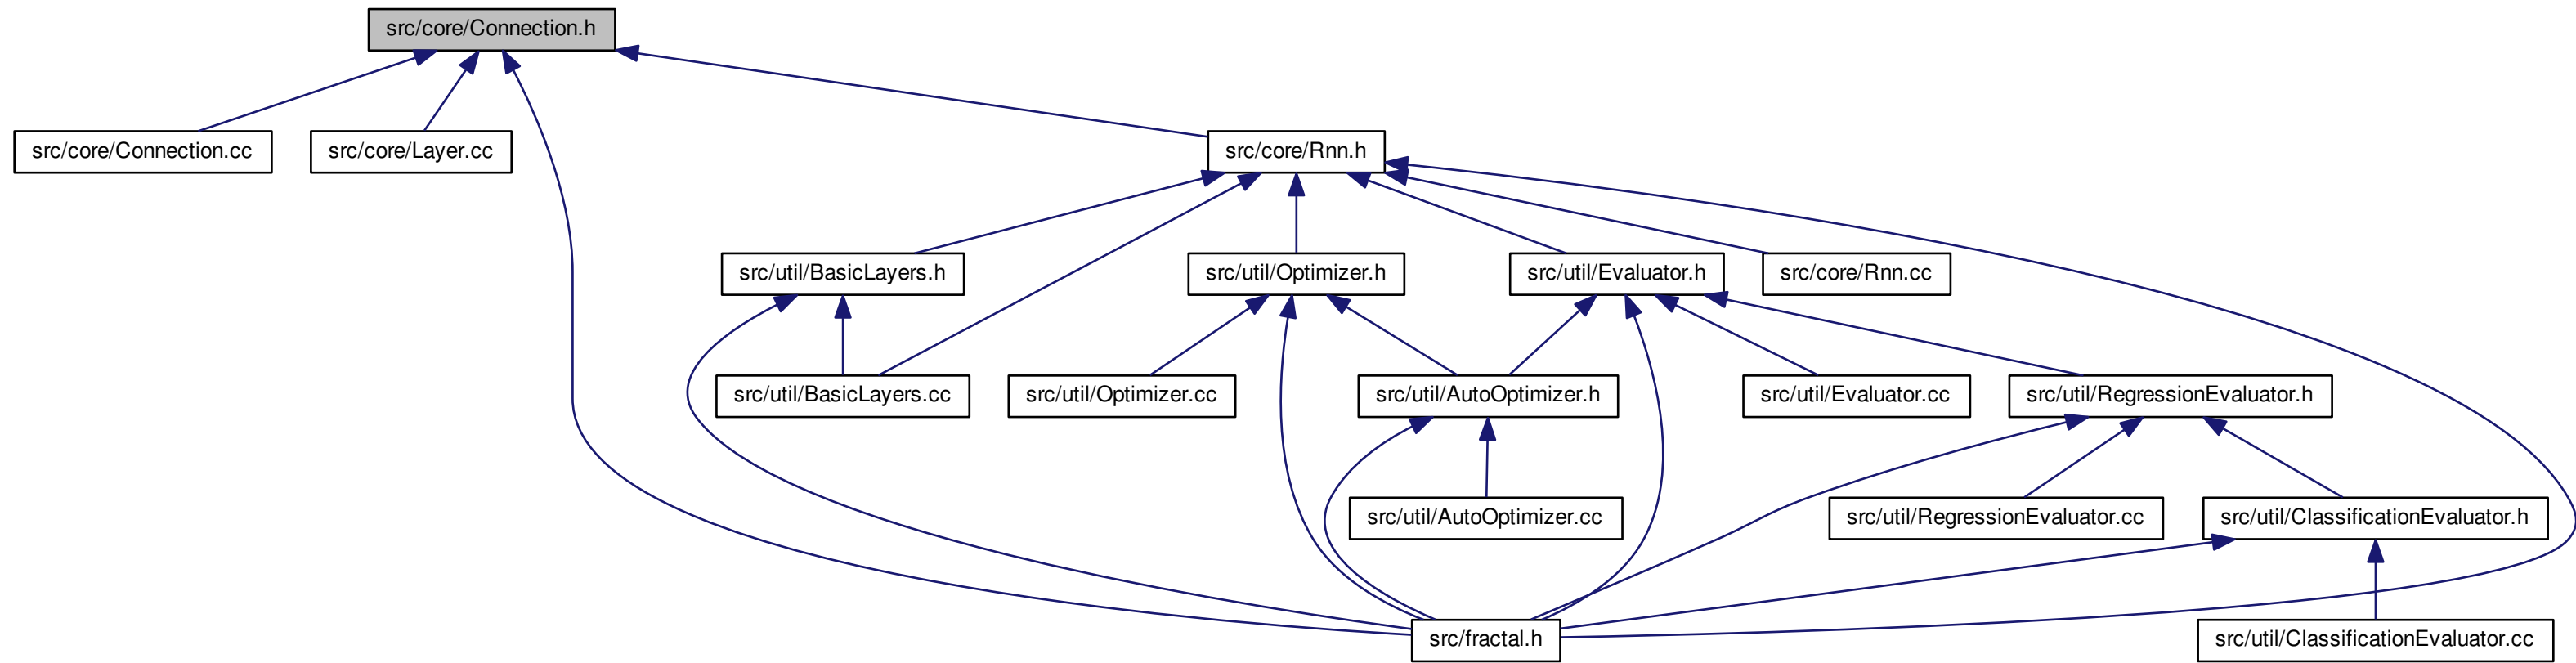 src/core/Connection.h
src/core/Connection.cc
src/core/Layer.cc
src/core/Rnn.h
src/util/BasicLayers.h
src/util/Optimizer.h
src/util/Evaluator.h
src/core/Rnn.cc
src/util/BasicLayers.cc
src/util/Optimizer.cc
src/util/AutoOptimizer.h
src/util/Evaluator.cc
src/util/RegressionEvaluator.h
src/util/AutoOptimizer.cc
src/util/RegressionEvaluator.cc
src/util/ClassificationEvaluator.h
src/fractal.h
src/util/ClassificationEvaluator.cc